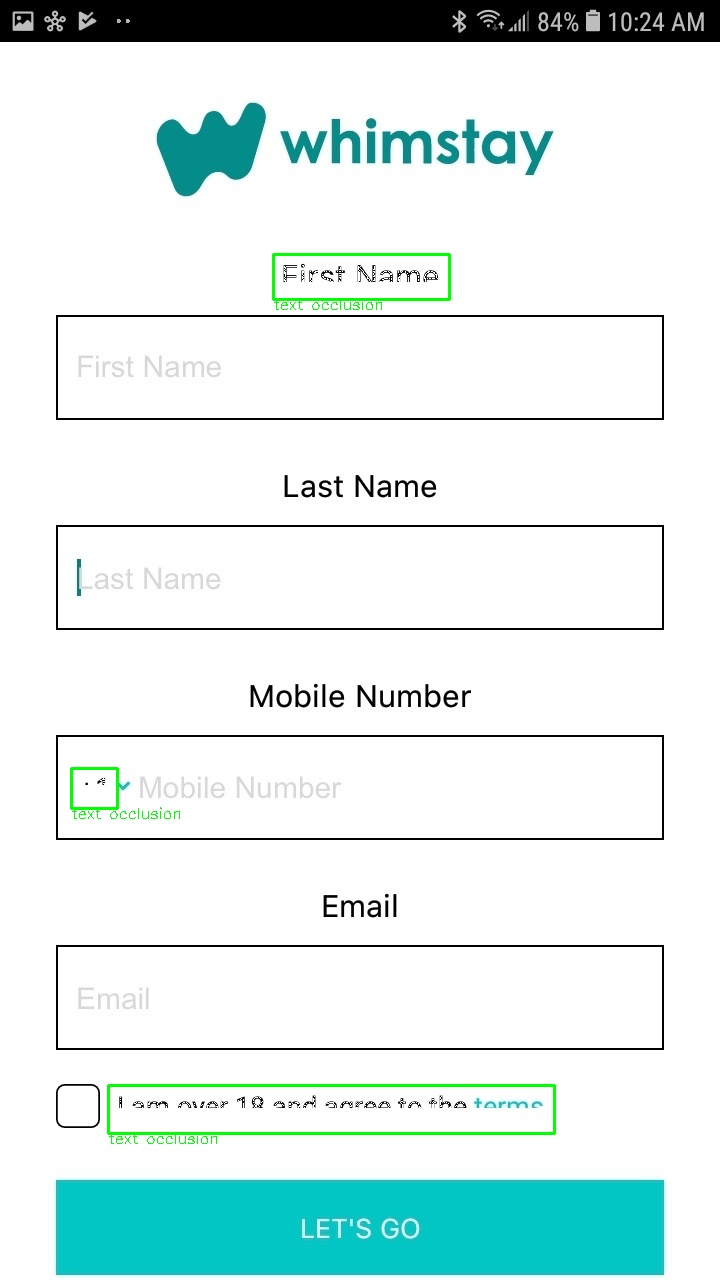 84% 10:24 AM
whimstay
First Name
text occlusion
First Name
Last Name
Last Name
Mobile Number
Mobile Number
text occlusion
Email
Email
I am over 18 and agree to the terms
text occlusion
LET'S GO